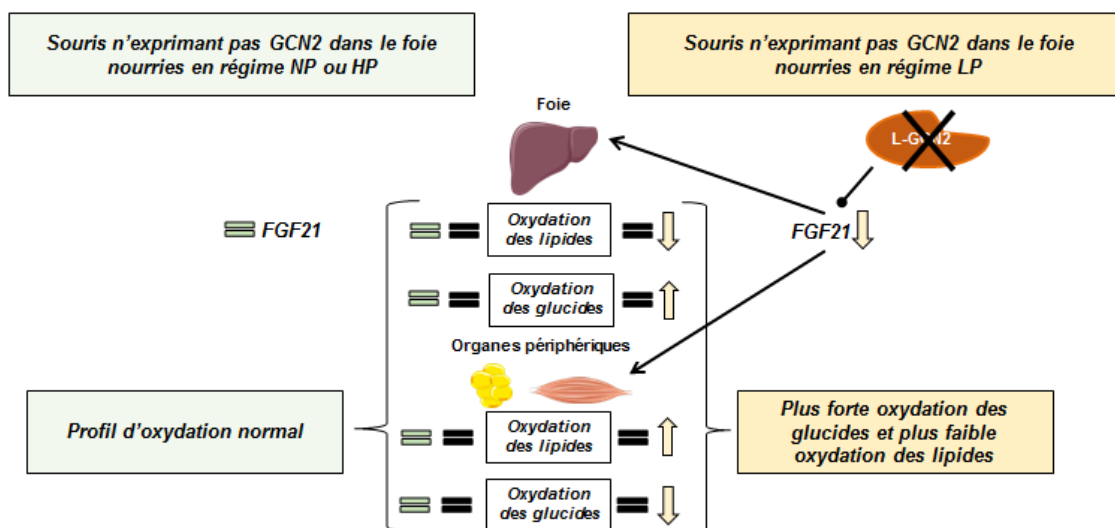 Souris n'exprimant pas GCN2 dans le foie
nourries en régime NP ou HP
Souris n'exprimant pas GCN2 dans le foie
nourries en régime LP
Foie
L-GCN2
FGF21
Oxydation
des lipides
FGF21
Oxydation
des glucides
Organes périphériques
Profil d'oxydation normal
Oxydation
des lipides
Plus forte oxydation des
glucides et plus faible
oxydation des lipides
Oxydation
des glucides